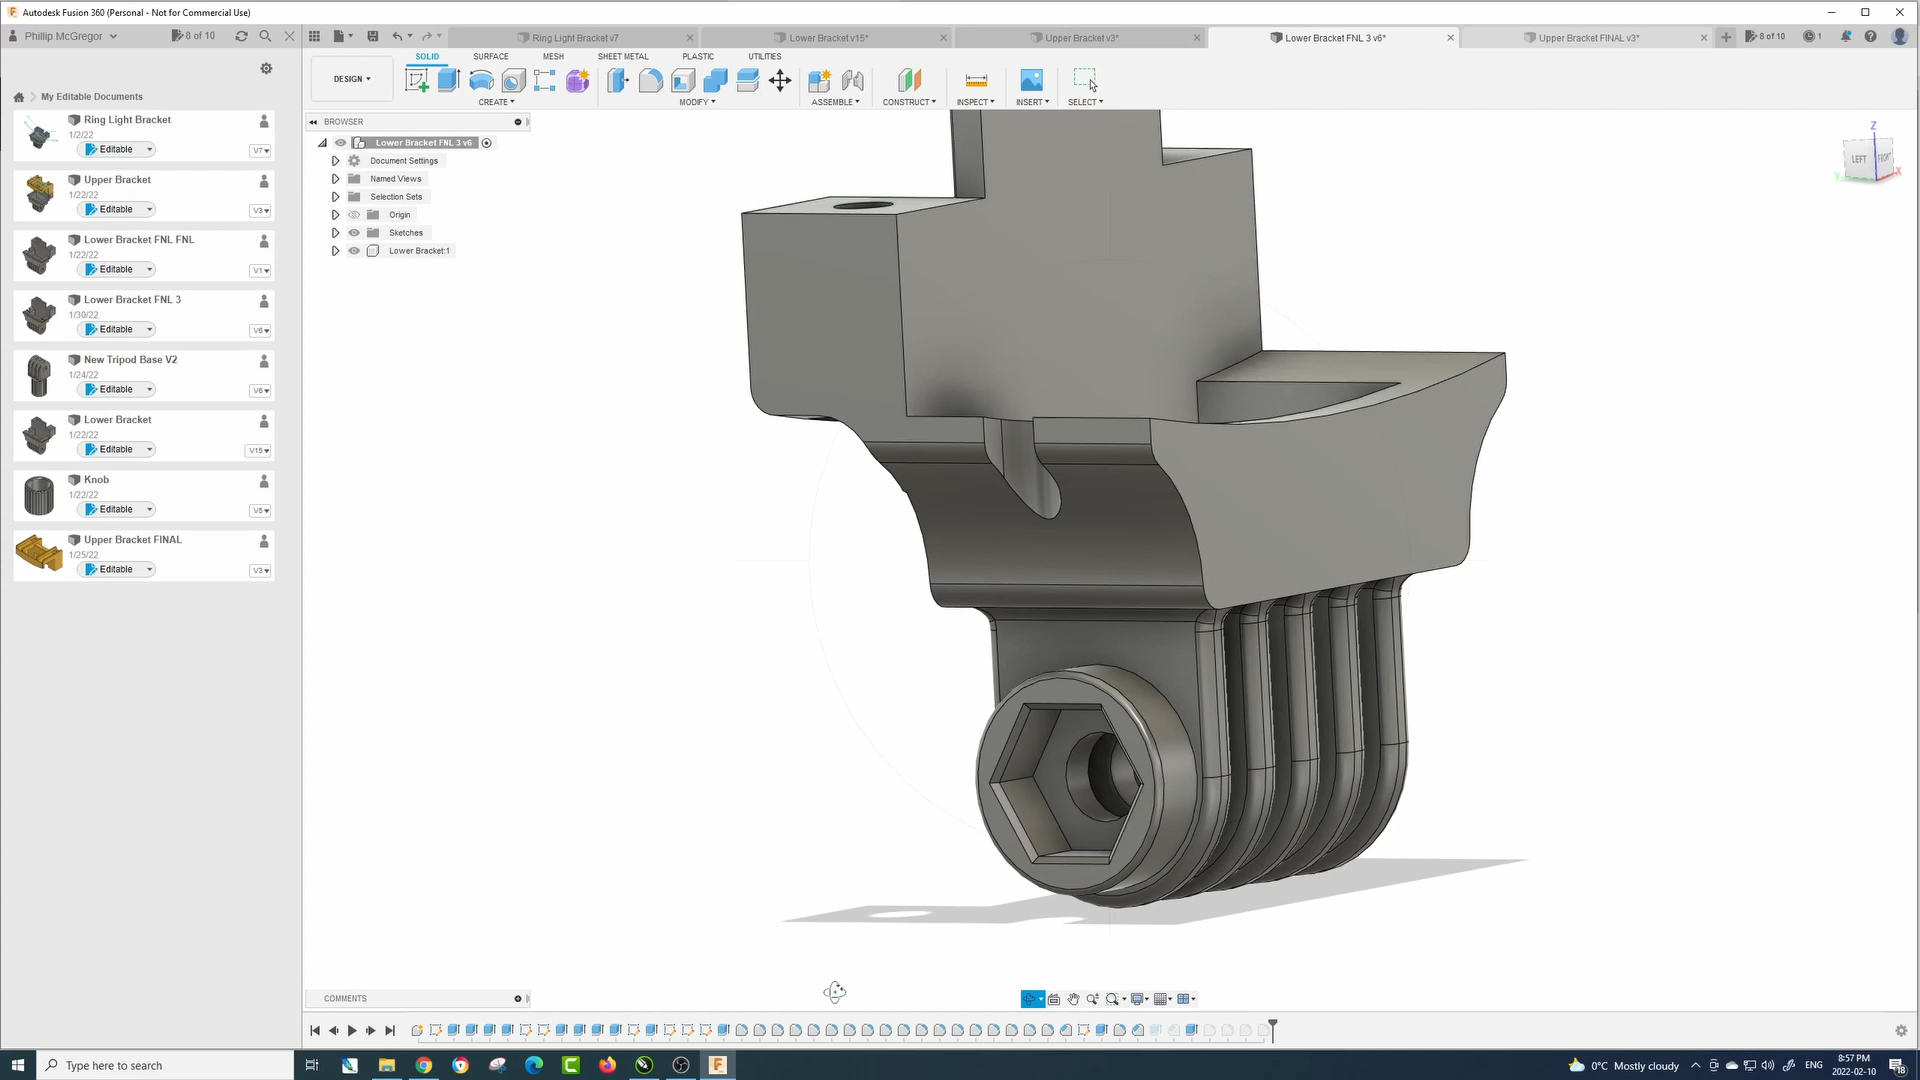 Autodesk Fusion 360 (Personal - Not for Commercial Use)
Phillip McGregor
8 of 10
Ring Light Bracket v7
Lower Bracket v15*
Upper Bracket v3*
Lower Bracket FNL 3 v6*
Upper Bracket FINAL v3*
8 of 10
1
SOLID
SURFACE
MESH
SHEET METAL
PLASTIC
UTILITIES
DESIGN
CREATE
MODIFY
ASSEMBLE
CONSTRUCT
INSPECT
INSERT
SELECT
My Editable Documents
Ring Light Bracket
1/2/22
Editable
V7
Upper Bracket
1/22/22
Editable
V3
Lower Bracket FNL FNL
1/22/22
Editable
V1
Lower Bracket FNL 3
1/30/22
Editable
V6
New Tripod Base V2
1/24/22
Editable
V6
Lower Bracket
1/22/22
Editable
V15
Knob
1/22/22
Editable
V5
Upper Bracket FINAL
1/25/22
Editable
V3
BROWSER
Lower Bracket FNL 3 v6
Document Settings
Named Views
Selection Sets
Origin
Sketches
Lower Bracket:1
Z
LEFT
FRONT
Y
X
COMMENTS
Type here to search
0°C Mostly cloudy
ENG
8:57 PM
2022-02-10
18